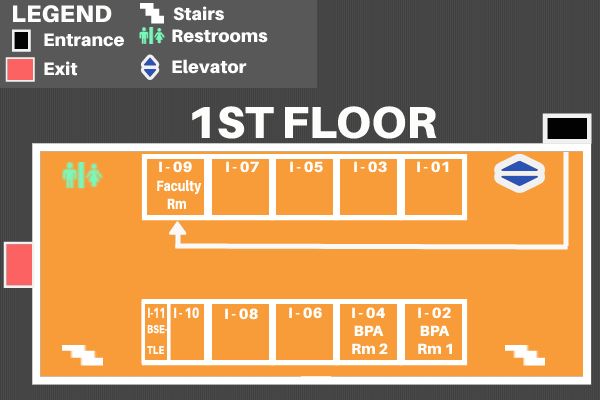 LEGEND
Entrance
Exit
Stairs
Restrooms
Elevator
1ST FLOOR
I - 09
Faculty
Rm
I - 07
I - 05
I - 03
I - 01
I-11
BSE-
TLE
I - 10
I - 08
I - 06
I - 04
BPA
Rm 2
I - 02
BPA
Rm 1